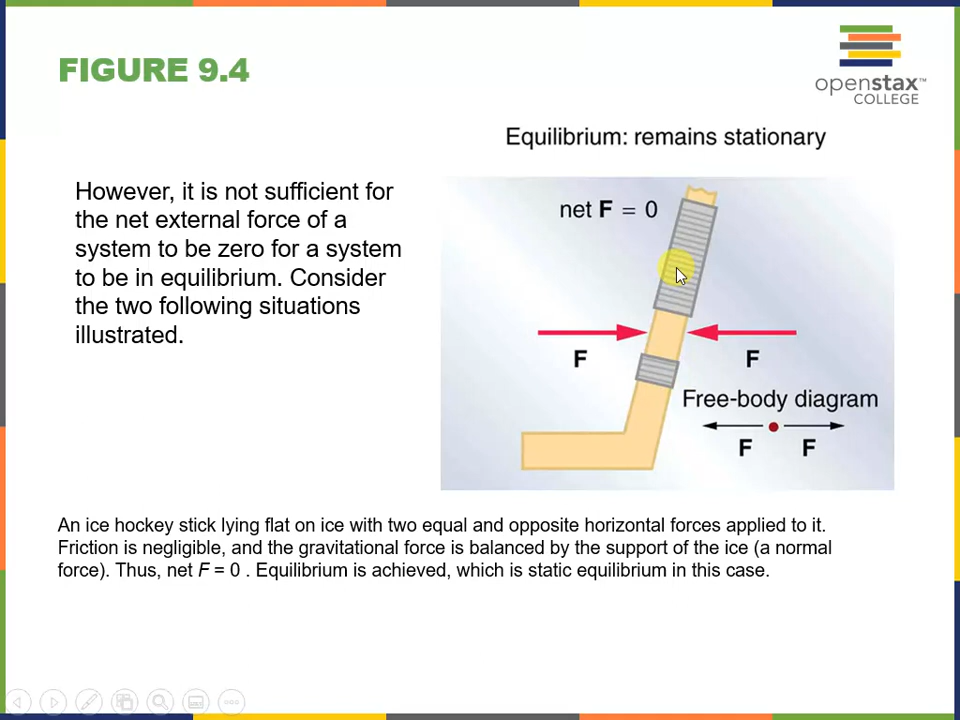 FIGURE 9.4
openstax™
COLLEGE
Equilibrium: remains stationary
However, it is not sufficient for
the net external force of a
system to be zero for a system
to be in equilibrium. Consider
the two following situations
illustrated.
net F = 0
F F
Free-body diagram
F F
An ice hockey stick lying flat on ice with two equal and opposite horizontal forces applied to it.
Friction is negligible, and the gravitational force is balanced by the support of the ice (a normal
force). Thus, net F = 0 . Equilibrium is achieved, which is static equilibrium in this case.